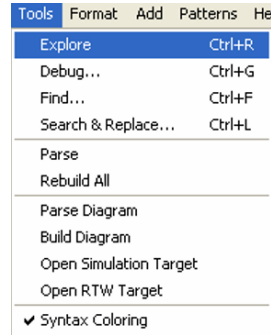 Tools Format Add Patterns He
Explore Ctrl+R
Debug... Ctrl+G
Find... Ctrl+F
Search & Replace... Ctrl+L
Parse
Rebuild All
Parse Diagram
Build Diagram
Open Simulation Target
Open RTW Target
✔ Syntax Coloring